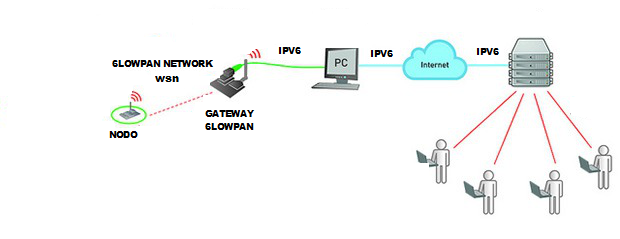 6LOWPAN NETWORK
wsn
NODO
GATEWAY
6LOWPAN
IPV6
PC
IPV6
Internet
IPV6